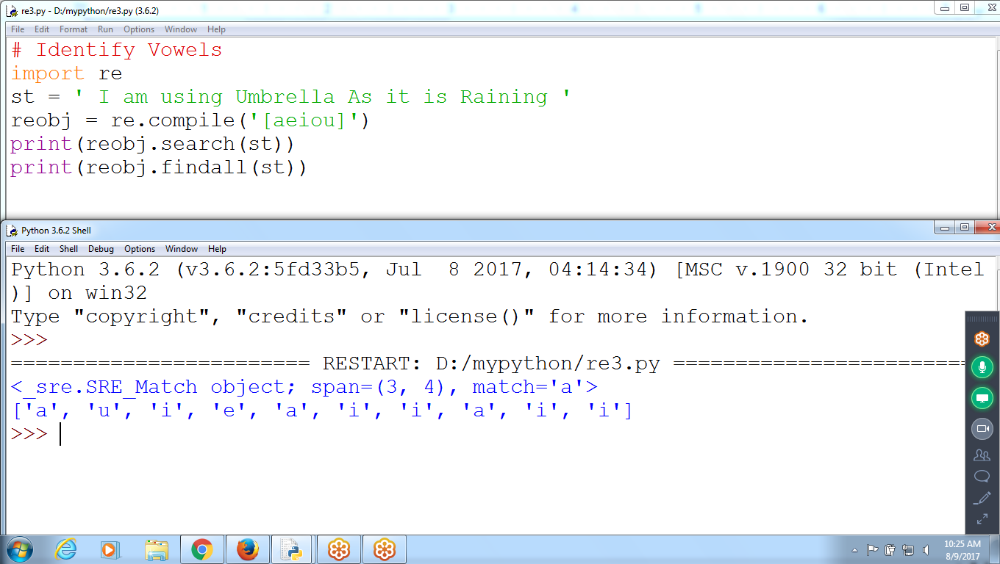 re3.py - D:/mypython/re3.py (3.6.2)
File Edit Format Run Options Window Help
# Identify Vowels
import re
st = ' I am using Umbrella As it is Raining '
reobj = re.compile('[aeiou]')
print(reobj.search(st))
print(reobj.findall(st))
Python 3.6.2 Shell
File Edit Shell Debug Options Window Help
Python 3.6.2 (v3.6.2:5fd33b5, Jul  8 2017, 04:14:34) [MSC v.1900 32 bit (Intel
)] on win32
Type "copyright", "credits" or "license()" for more information.
>>>
======================== RESTART: D:/mypython/re3.py ========================
<_sre.SRE_Match object; span=(3, 4), match='a'>
['a', 'u', 'i', 'e', 'a', 'i', 'i', 'a', 'i', 'i']
>>>
10:25 AM
8/9/2017